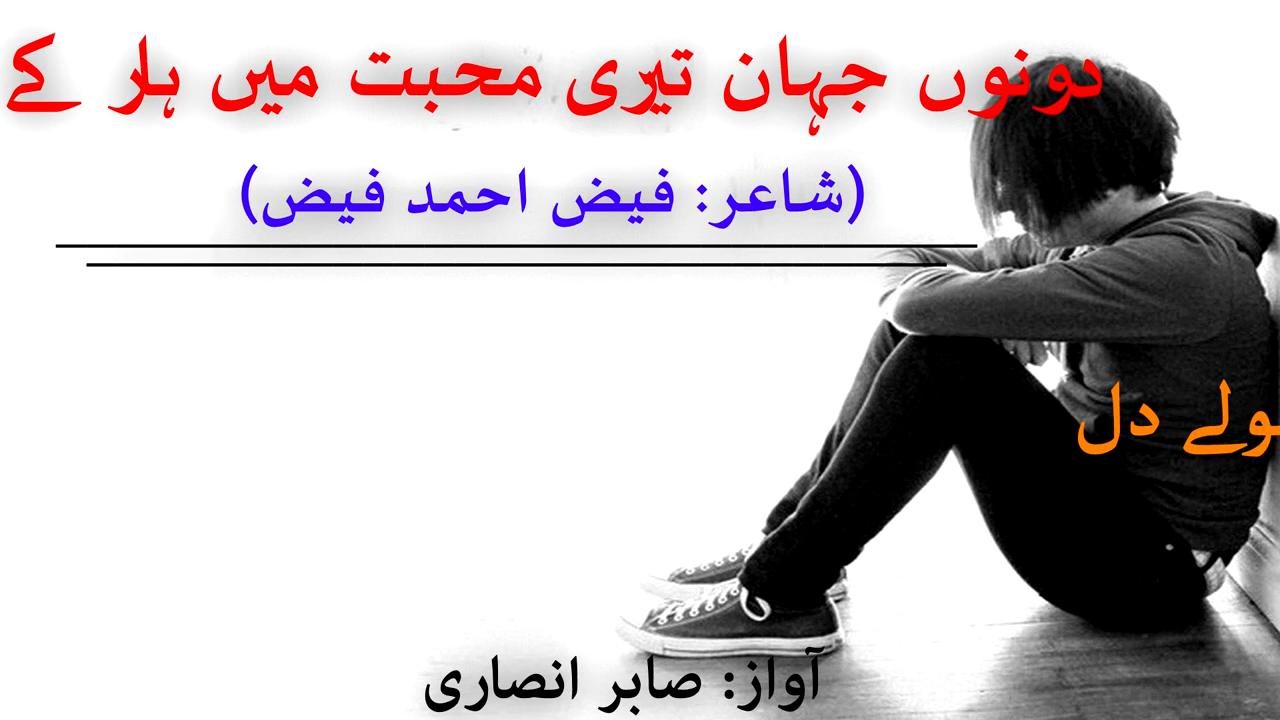 دونوں جہان تیری محبت میں ہار کے
(شاعر: فیض احمد فیض)
ولے دل
آواز: صابر انصاری